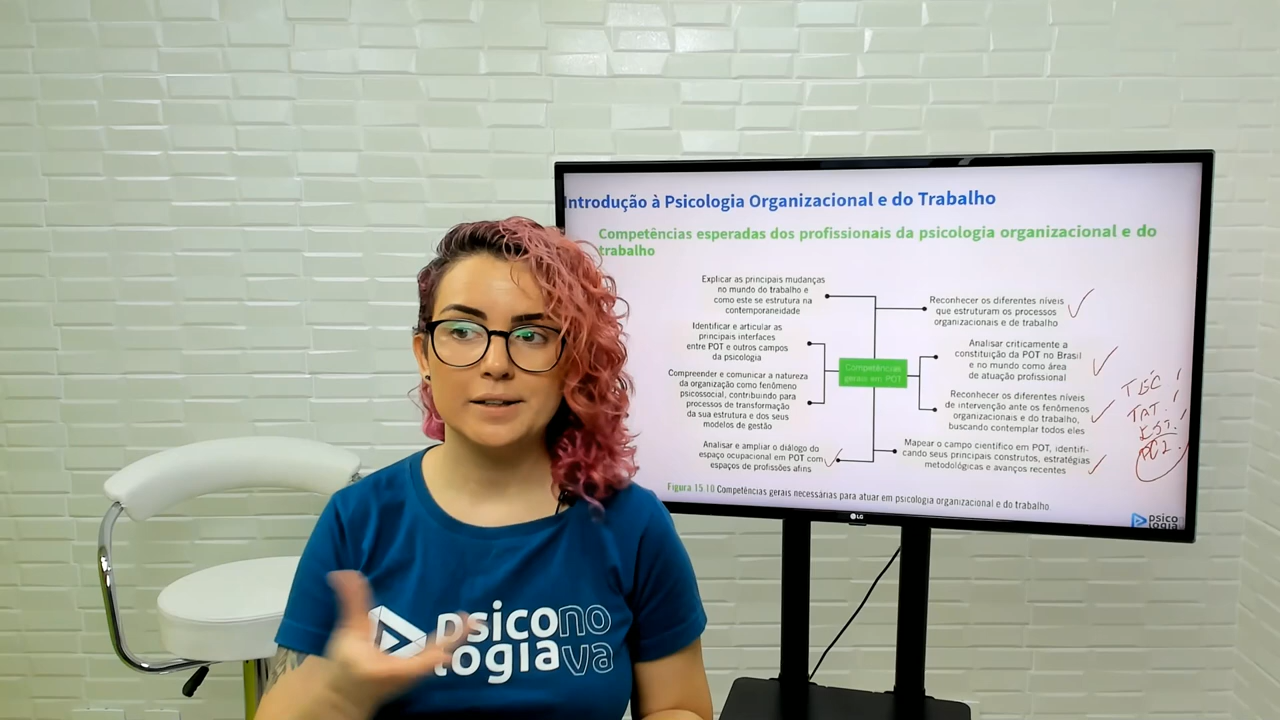 Introdução à Psicologia Organizacional e do Trabalho
Competências esperadas dos profissionais da psicologia organizacional e do
trabalho
Explicar as principais mudanças
no mundo do trabalho e
como este se estrutura na
contemporaneidade
Identificar e articular as
principais interfaces
entre POT e outros campos
da psicologia
Compreender e comunicar a natureza
da organização como fenômeno
psicossocial, contribuindo para
processos de transformação
da sua estrutura e dos seus
modelos de gestão
Analisar e ampliar o diálogo do
espaço ocupacional em POT com
espaços de profissões afins
Competências
gerais em POT
Reconhecer os diferentes níveis
que estruturam os processos
organizacionais e de trabalho
Analisar criticamente a
constituição da POT no Brasil
e no mundo como área
de atuação profissional
Reconhecer os diferentes níveis
de intervenção ante os fenômenos
organizacionais e do trabalho,
buscando contemplar todos eles
Mapear o campo científico em POT, identifi-
cando seus principais construtos, estratégias
metodológicas e avanços recentes
EST.
Figura 15.10 Competências gerais necessárias para atuar em psicologia organizacional e do trabalho
psico
logia
LG
psicono
logiava